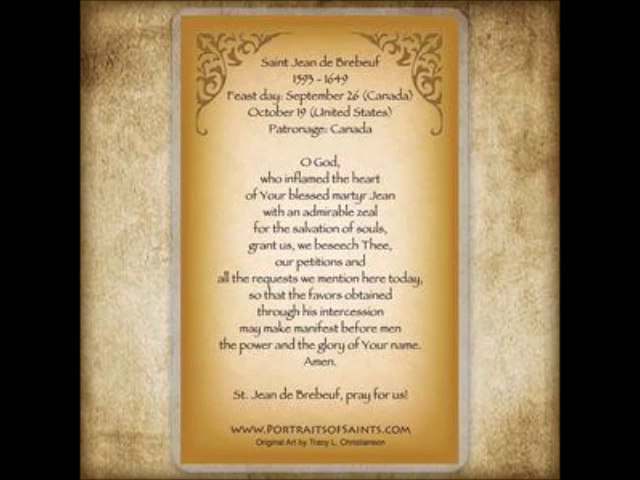 Saint Jean de Brebeuf
1593 - 1649
Feast day: September 26 (Canada)
October 19 (United States)
Patronage: Canada
O God,
who inflamed the heart
of Your blessed martyr Jean
with an admirable zeal
for the salvation of souls,
grant us, we beseech Thee,
our petitions and
all the requests we mention here today,
so that the favors obtained
through his intercession
may make manifest before men
the power and the glory of Your name.
Amen.
St. Jean de Brebeuf, pray for us!
www.PortraitsofSaints.com
Original Art by Tracy L. Christianson